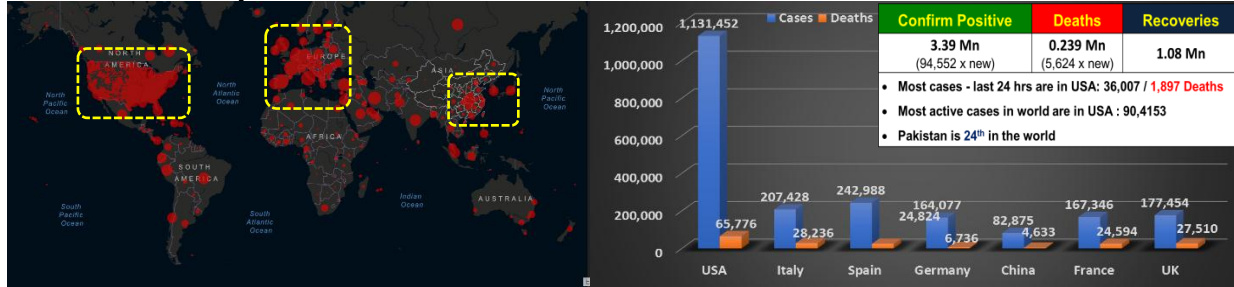 NORTH
AMERICA
EUROPE
ASIA
North
Pacific
Ocean
North
Atlantic
Ocean
North
Pacific
Ocean
AFRICA
SOUTH
AMERICA
Indian
Ocean
AUSTRALIA
South
Pacific
Ocean
South
Atlantic
Ocean
Cases Deaths
1,200,000
1,000,000
800,000
600,000
400,000
200,000
0
1,131,452
65,776
207,428
28,236
242,988
24,824
164,077
6,736
82,875
4,633
167,346
24,594
177,454
27,510
USA Italy Spain Germany China France UK
Confirm Positive Deaths Recoveries
3.39 Mn 0.239 Mn 1.08 Mn
(94,552 x new) (5,624 x new)
• Most cases - last 24 hrs are in USA: 36,007 / 1,897 Deaths
• Most active cases in world are in USA : 90,4153
• Pakistan is 24th in the world